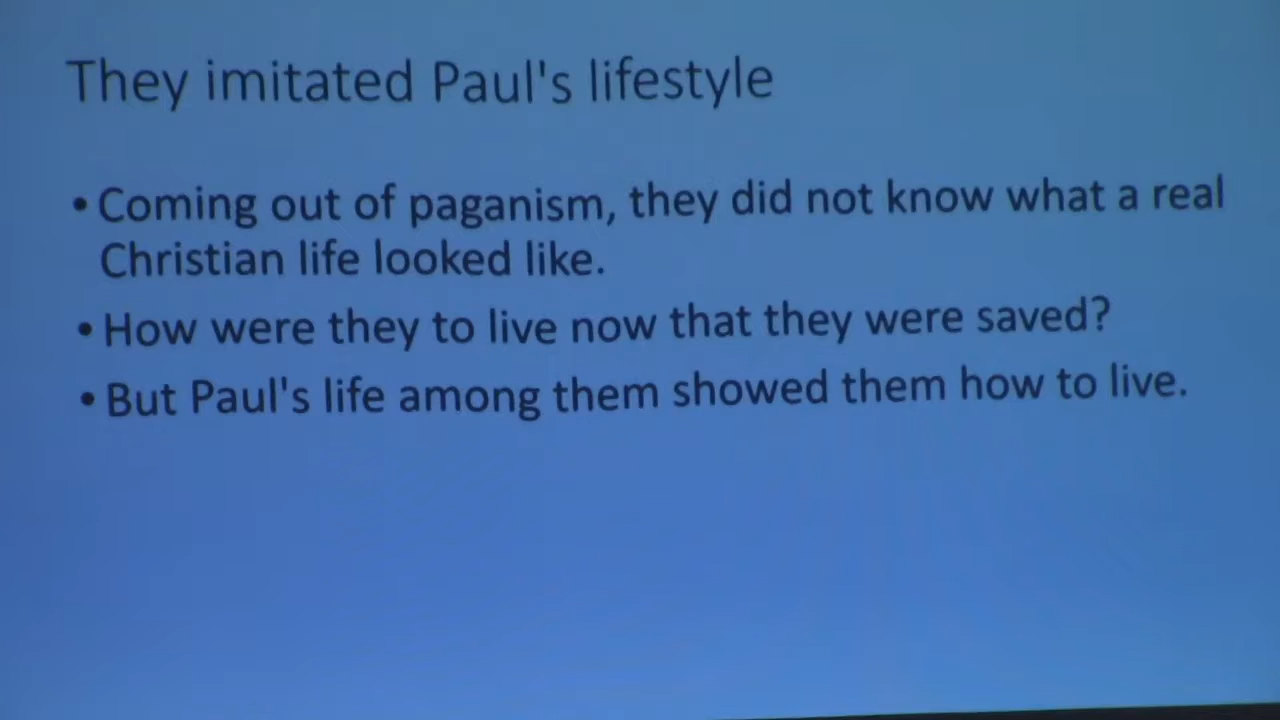 They imitated Paul's lifestyle
• Coming out of paganism, they did not know what a real
Christian life looked like.
• How were they to live now that they were saved?
• But Paul's life among them showed them how to live.